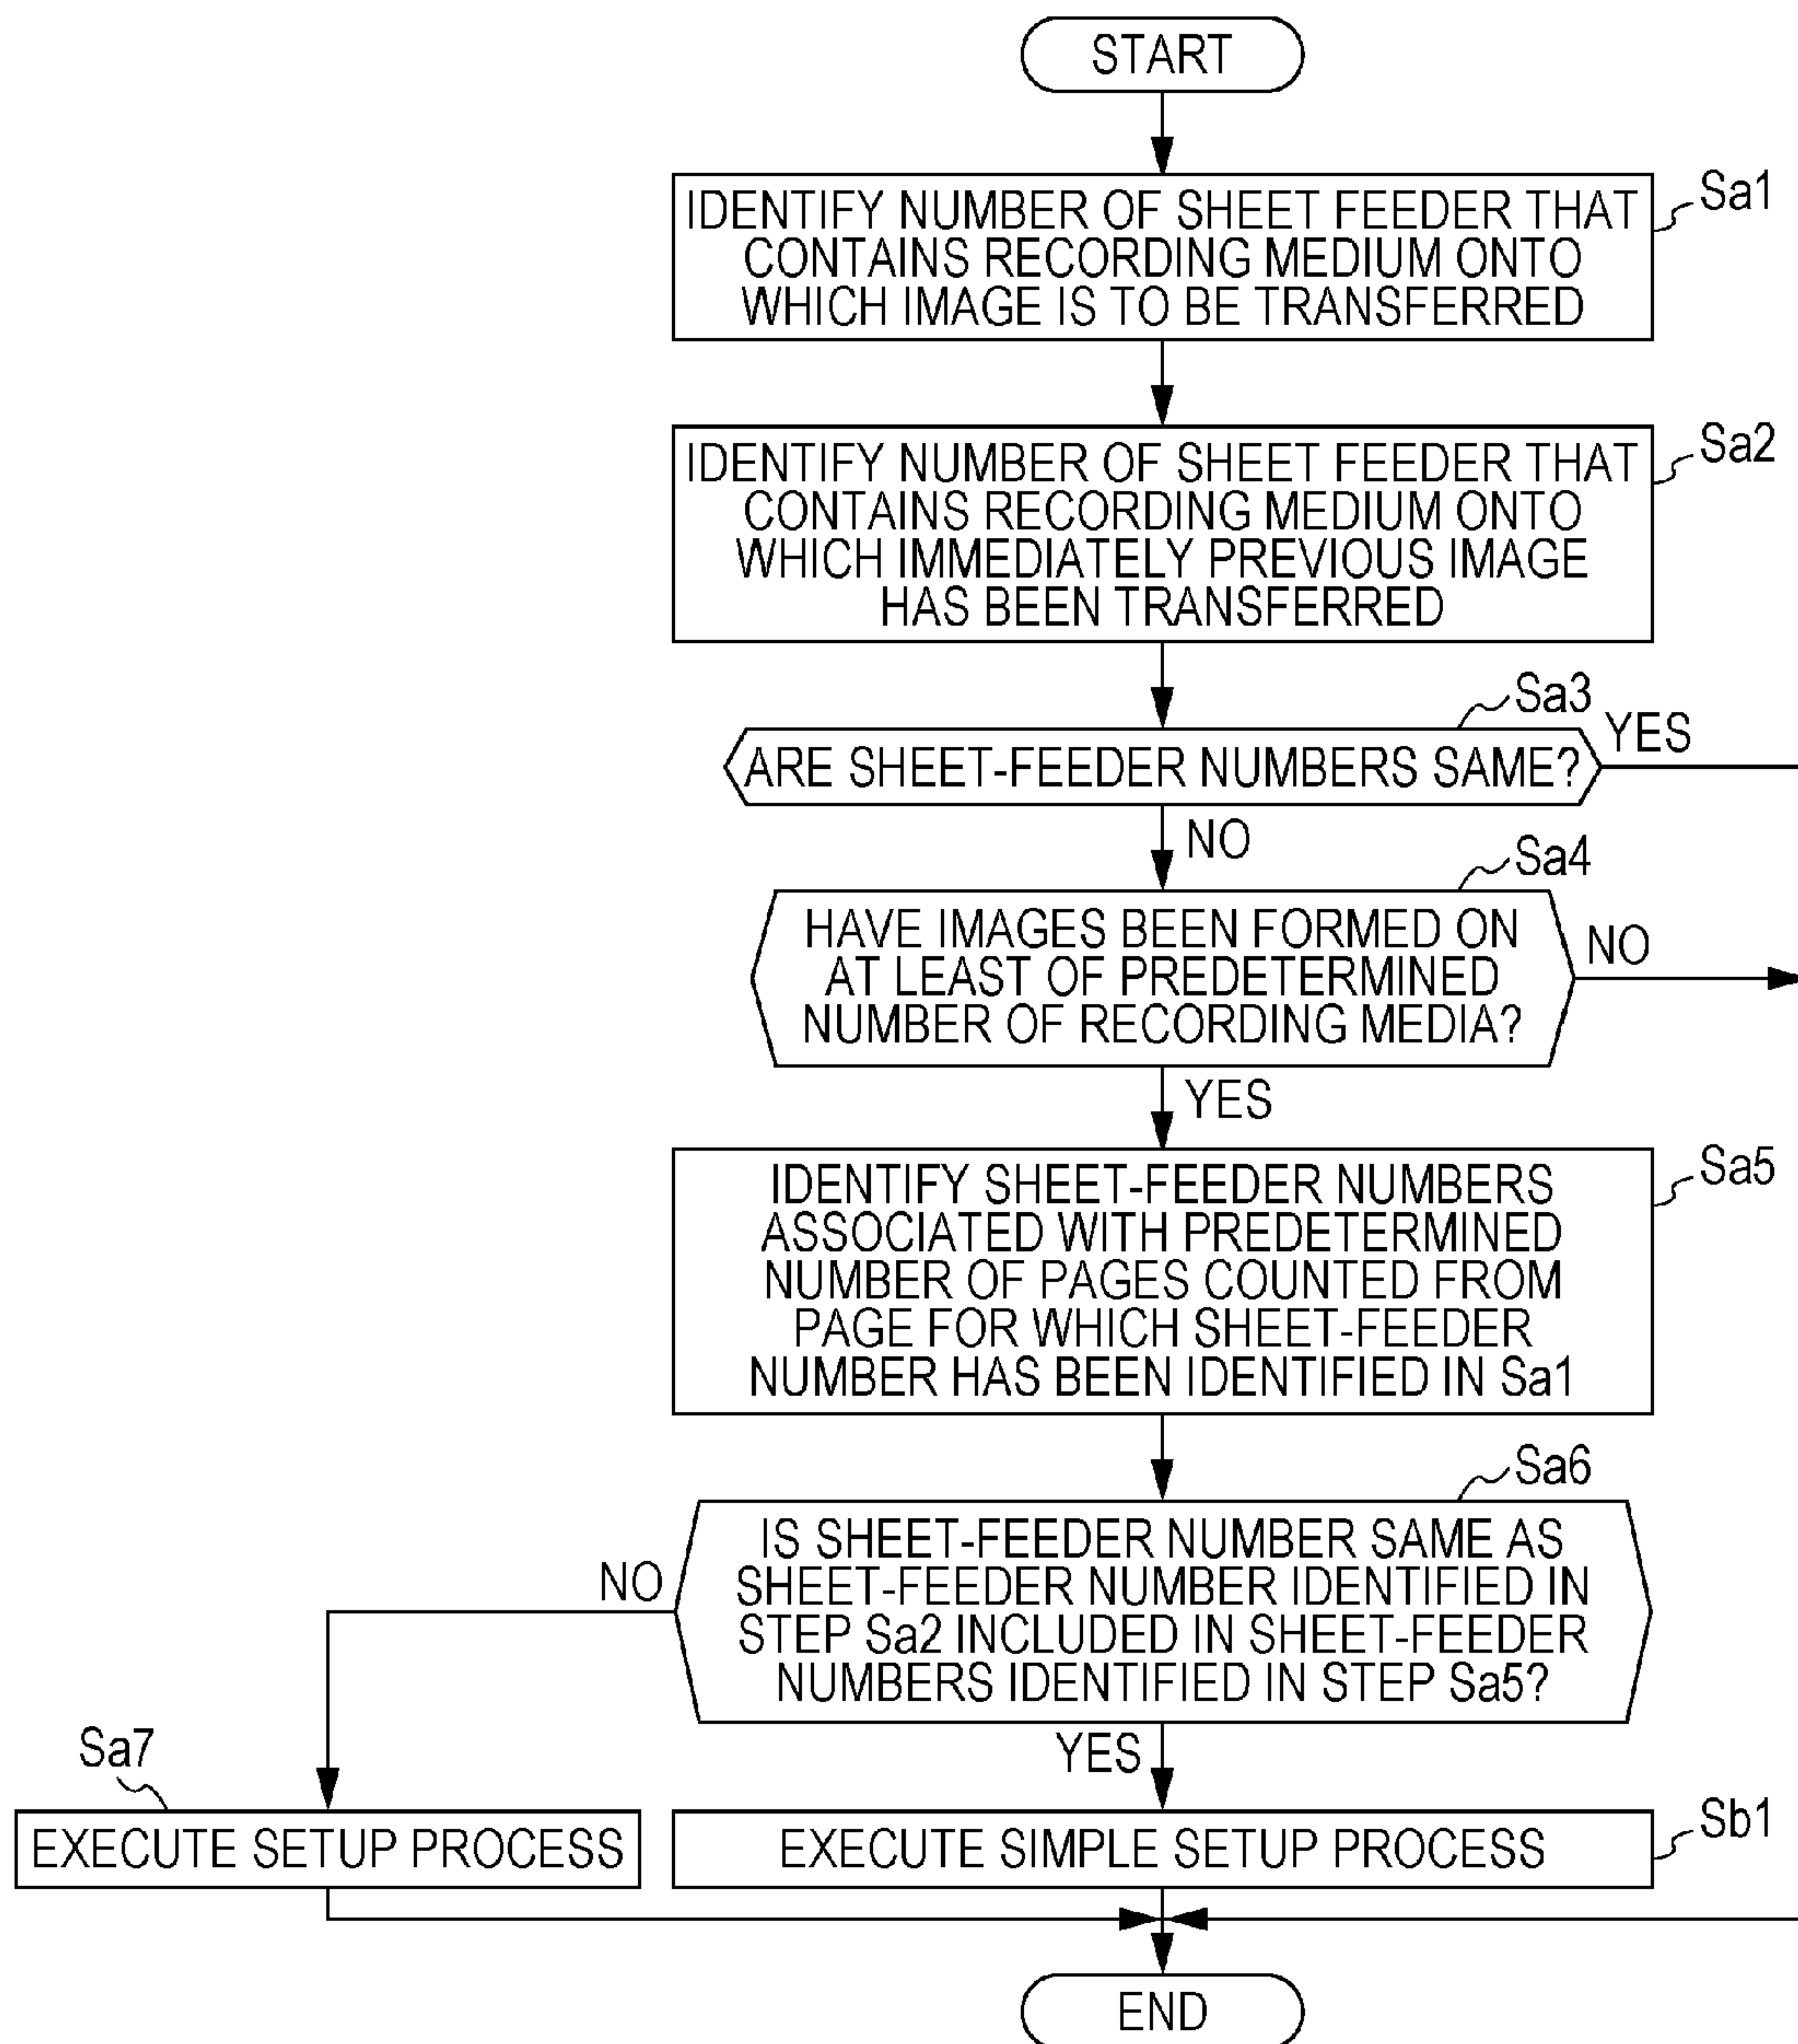 START
IDENTIFY NUMBER OF SHEET FEEDER THAT
CONTAINS RECORDING MEDIUM ONTO
WHICH IMAGE IS TO BE TRANSFERRED
Sa1
IDENTIFY NUMBER OF SHEET FEEDER THAT
CONTAINS RECORDING MEDIUM ONTO
WHICH IMMEDIATELY PREVIOUS IMAGE
HAS BEEN TRANSFERRED
Sa2
Sa3
ARE SHEET-FEEDER NUMBERS SAME?
YES
NO
Sa4
HAVE IMAGES BEEN FORMED ON
AT LEAST OF PREDETERMINED
NUMBER OF RECORDING MEDIA?
NO
YES
IDENTIFY SHEET-FEEDER NUMBERS
ASSOCIATED WITH PREDETERMINED
NUMBER OF PAGES COUNTED FROM
PAGE FOR WHICH SHEET-FEEDER
NUMBER HAS BEEN IDENTIFIED IN Sa1
Sa5
Sa6
IS SHEET-FEEDER NUMBER SAME AS
SHEET-FEEDER NUMBER IDENTIFIED IN
STEP Sa2 INCLUDED IN SHEET-FEEDER
NUMBERS IDENTIFIED IN STEP Sa5?
NO
YES
Sa7
EXECUTE SETUP PROCESS
EXECUTE SIMPLE SETUP PROCESS
Sb1
END